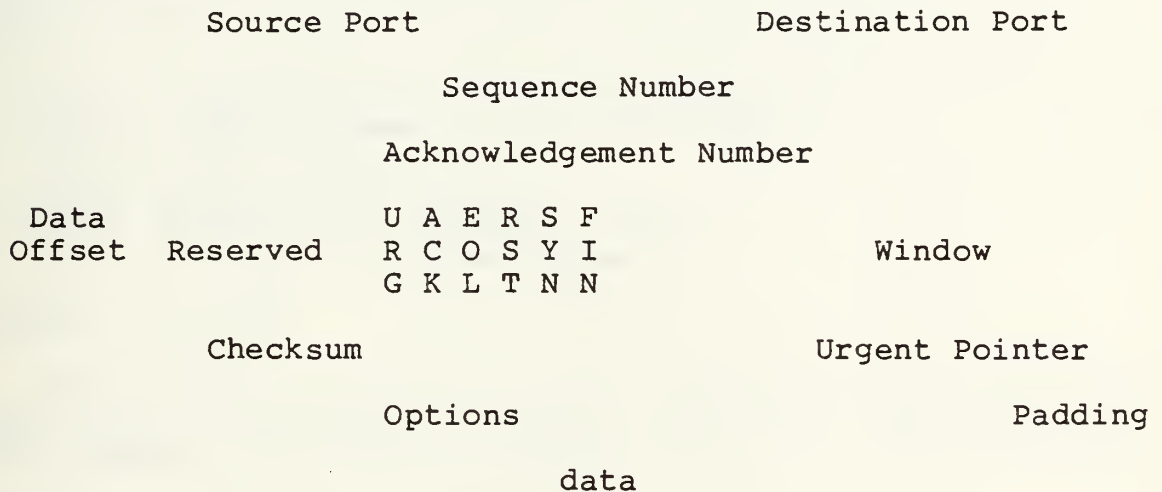 Source Port Destination Port
Sequence Number
Acknowledgement Number
Data U A E R S F
Offset Reserved R C O S Y I Window
G K L T N N
Checksum Urgent Pointer
Options Padding
data